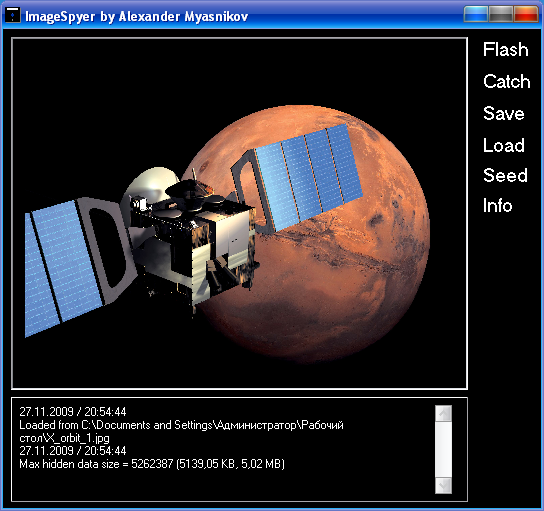 ImageSpyer by Alexander Myasnikov
Flash
Catch
Save
Load
Seed
Info
27.11.2009 / 20:54:44
Loaded from C:\Documents and Settings\Администратор\Рабочий
стол\X_orbit_1.jpg
27.11.2009 / 20:54:44
Max hidden data size = 5262387 (5139,05 KB, 5,02 MB)